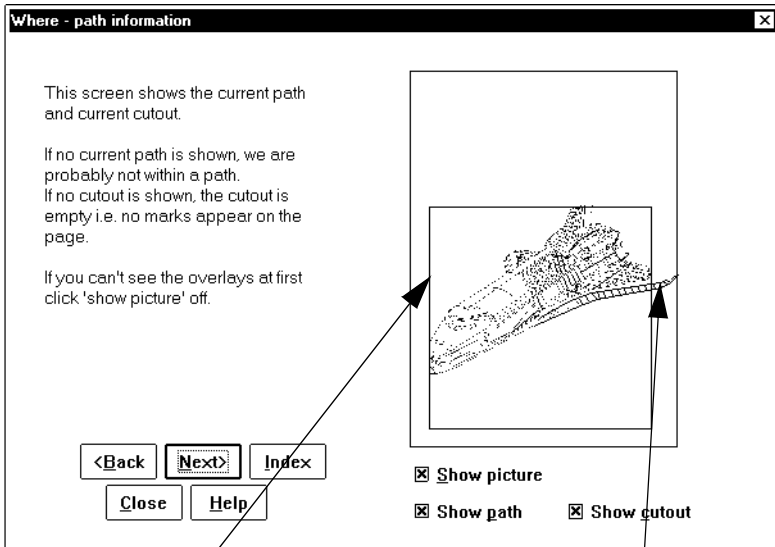 Where - path information
This screen shows the current path
and current cutout.
If no current path is shown, we are
probably not within a path.
If no cutout is shown, the cutout is
empty i.e. no marks appear on the
page.
If you can't see the overlays at first
click 'show picture' off.
<Back Next> Index
Close Help
Show picture
Show path Show cutout